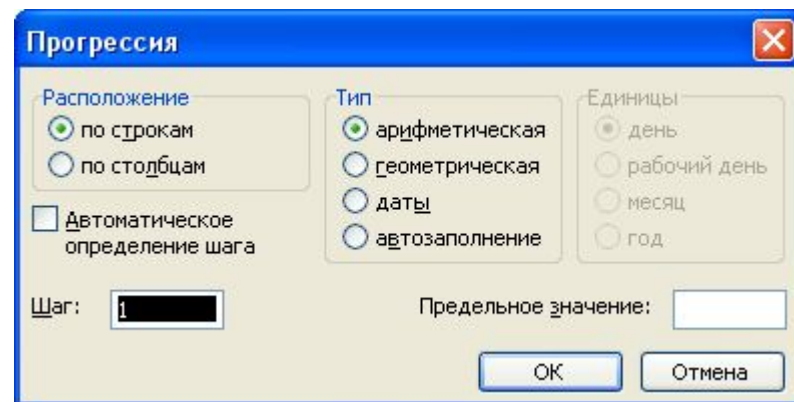 Прогрессия
Расположение
по строкам
по столбцам
Автоматическое
определение шага
Тип
арифметическая
геометрическая
даты
автозаполнение
Единицы
день
рабочий день
месяц
год
Шаг: 1
Предельное значение:
ОК
Отмена